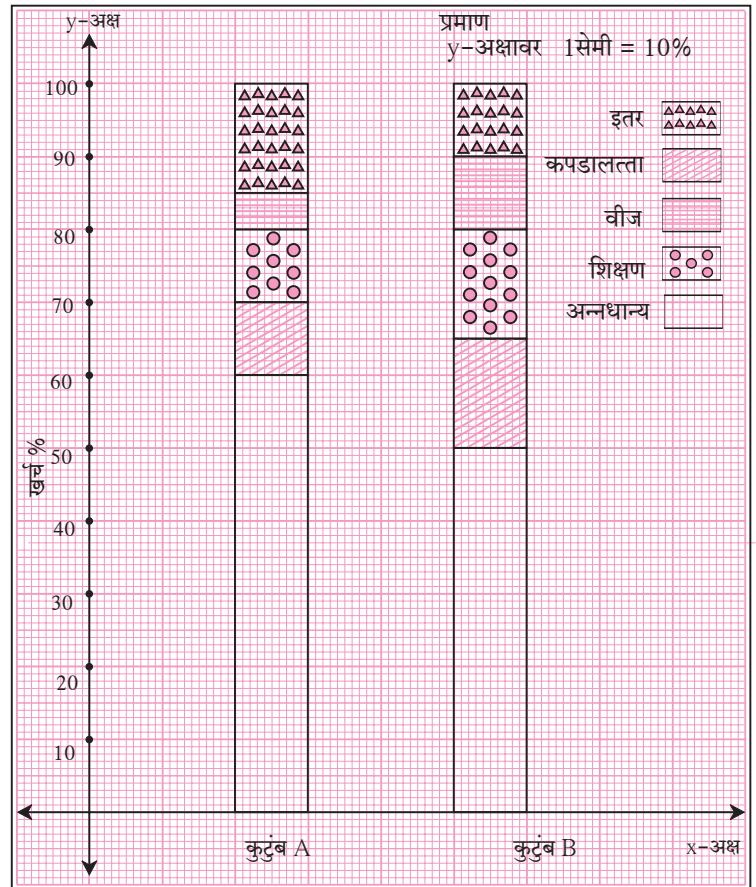 y-अक्ष
प्रमाण
y-अक्षावर 1सेमी = 10%
100
90
80
70
60
50
40
30
20
10
खर्च %
इतर
कपडालत्ता
वीज
शिक्षण
अन्नधान्य
कुटुंब A
कुटुंब B
x-अक्ष